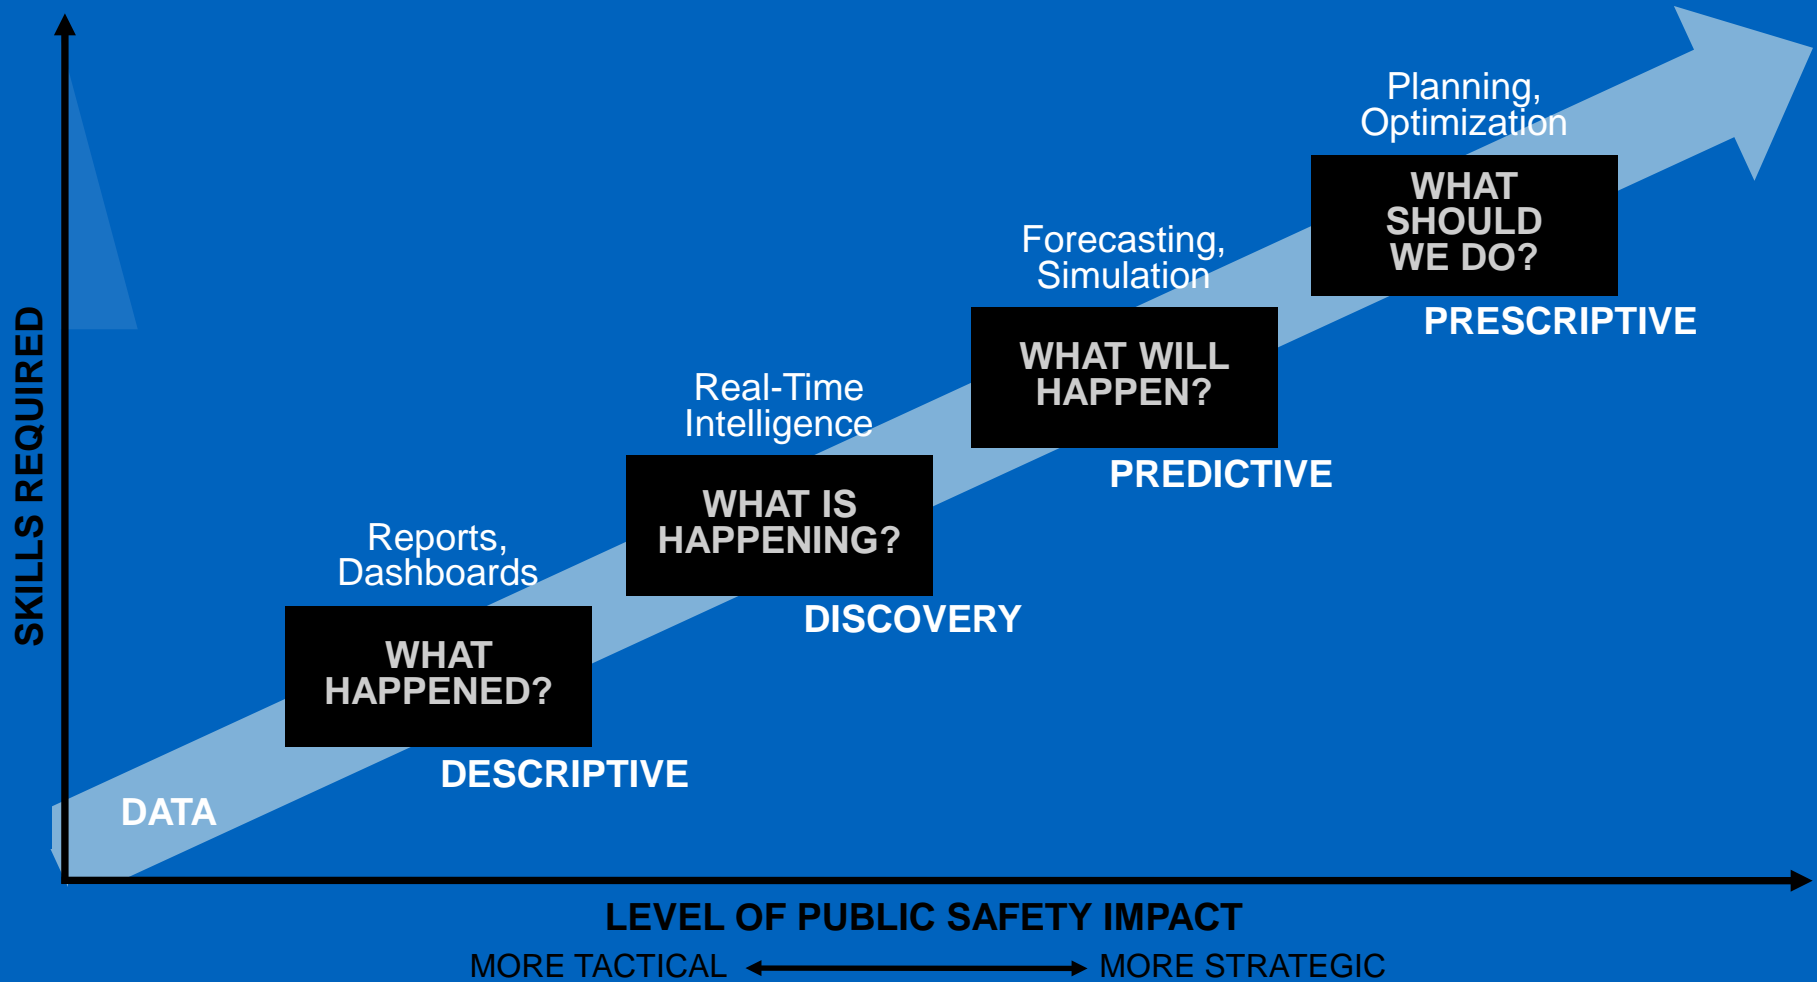 Planning,
Optimization
WHAT
SHOULD
WE DO?
PRESCRIPTIVE
Forecasting,
Simulation
WHAT WILL
HAPPEN?
PREDICTIVE
Real-Time
Intelligence
WHAT IS
HAPPENING?
DISCOVERY
Reports,
Dashboards
WHAT
HAPPENED?
DESCRIPTIVE
DATA
SKILLS REQUIRED
LEVEL OF PUBLIC SAFETY IMPACT
MORE TACTICAL MORE STRATEGIC